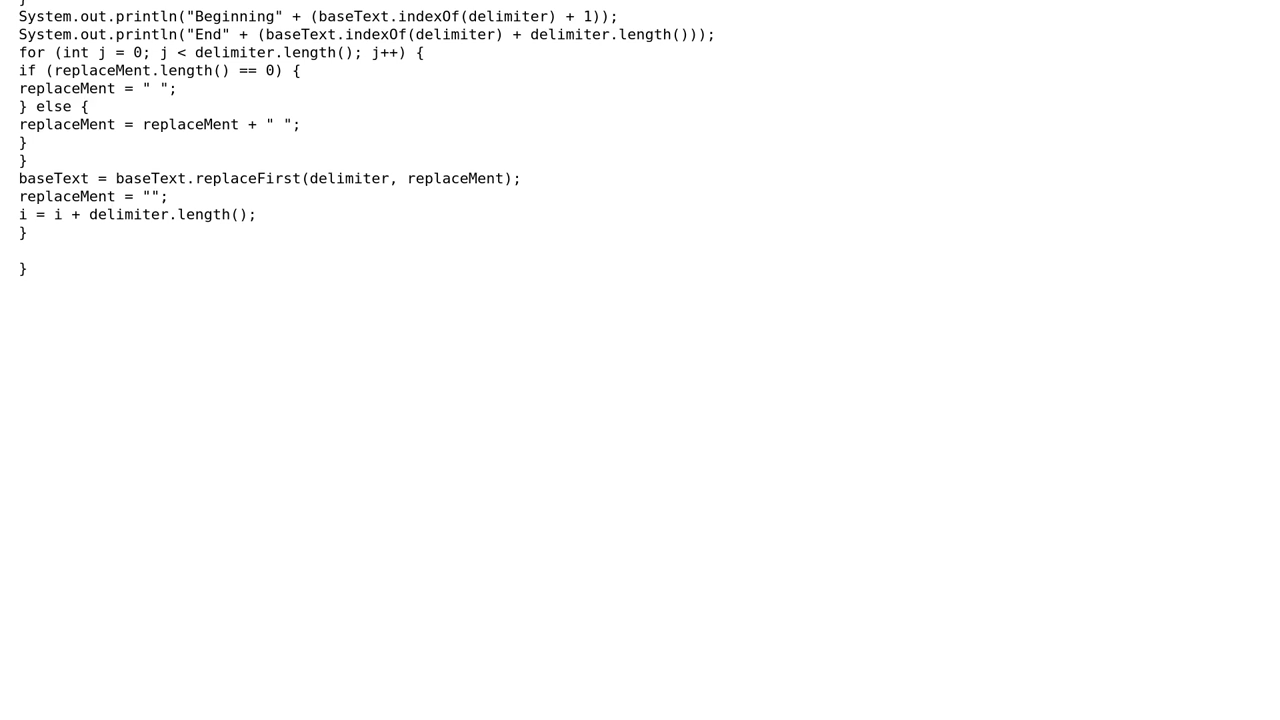 }
System.out.println("Beginning" + (baseText.indexOf(delimiter) + 1));
System.out.println("End" + (baseText.indexOf(delimiter) + delimiter.length()));
for (int j = 0; j < delimiter.length(); j++) {
if (replaceMent.length() == 0) {
replaceMent = " ";
} else {
replaceMent = replaceMent + " ";
}
}
baseText = baseText.replaceFirst(delimiter, replaceMent);
replaceMent = "";
i = i + delimiter.length();
}

}